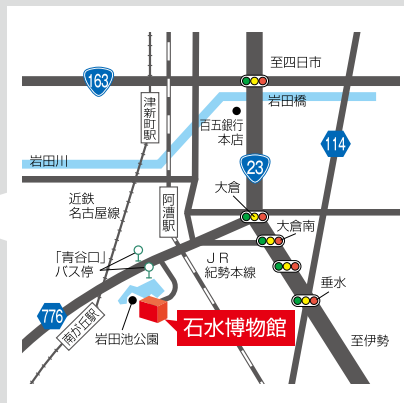 至四日市
163
岩田橋
津新町駅
百五銀行
本店
114
岩田川
23
大倉
近鉄
名古屋線
阿漕駅
大倉南
「青谷口」
バス停
JR
紀勢本線
垂水
776
南が丘駅
岩田池公園
石水博物館
至伊勢